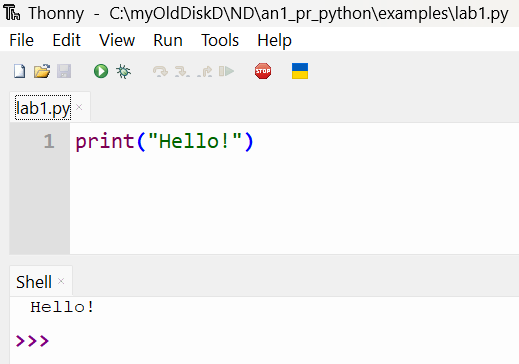 Thonny - C:\myOldDiskD\ND\an1_pr_python\examples\lab1.py
File Edit View Run Tools Help
STOP
lab1.py ×
1 print("Hello!")
Shell ×
Hello!
>>>